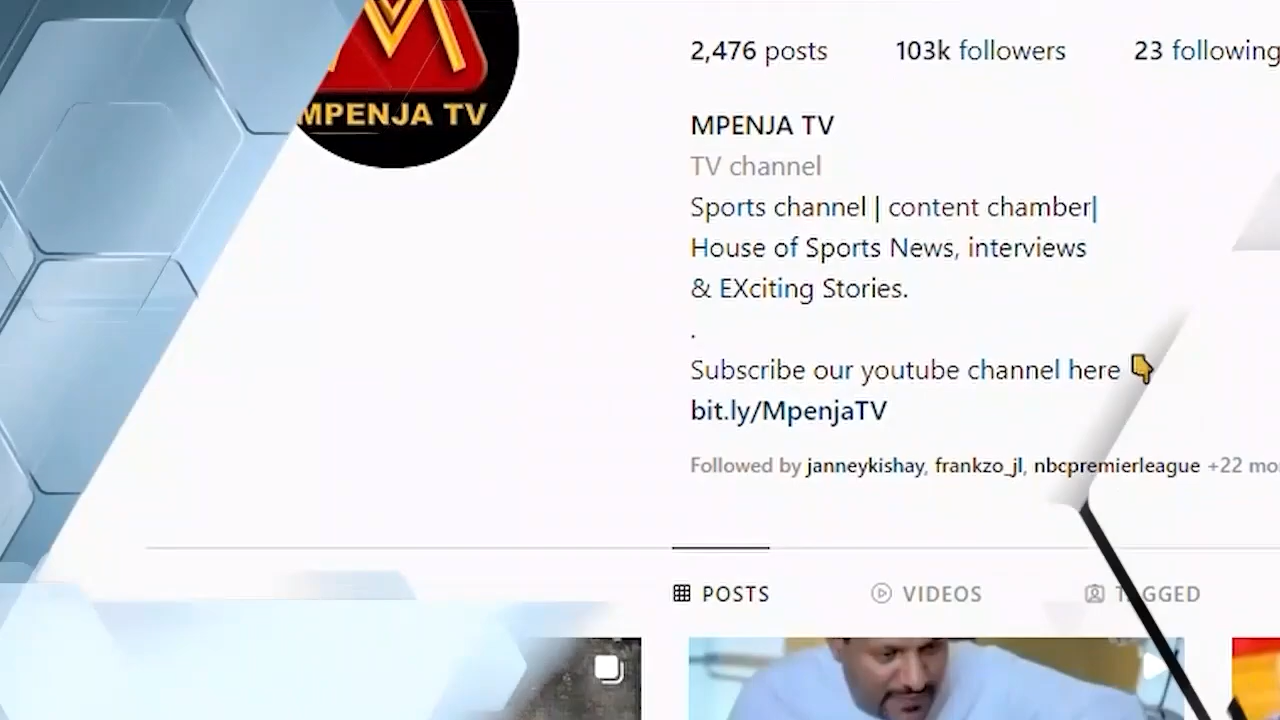 2,476 posts 103k followers 23 following
MPENJA TV
MPENJA TV
TV channel
Sports channel | content chamber|
House of Sports News, interviews
& EXciting Stories.
.
Subscribe our youtube channel here 👇
bit.ly/MpenjaTV
Followed by janneykishay, frankzo_jl, nbcpremierleague +22
POSTS VIDEOS TAGGED